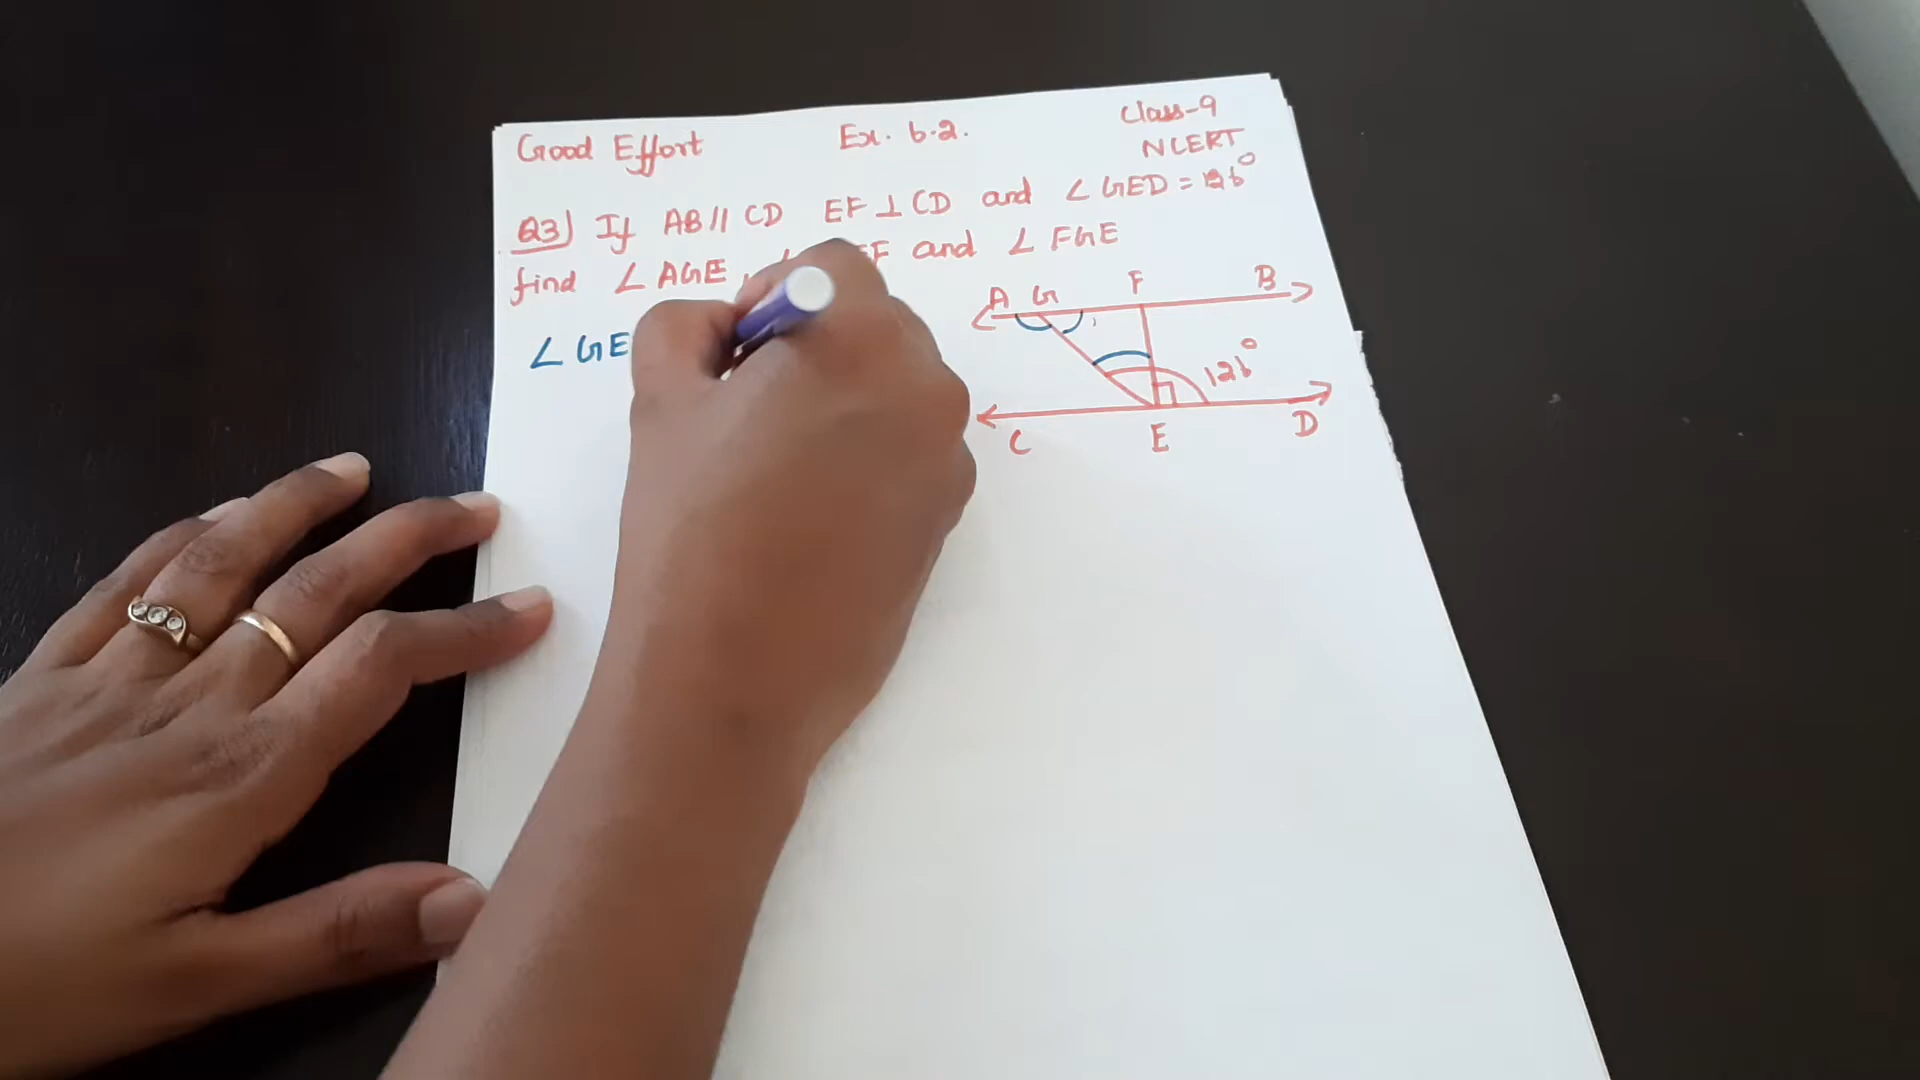 Good Effort Ex. 6.2. Class-9
NCERT
Q3) If AB // CD EF ⊥ CD and ∠GED = 126°
find ∠AGE, ∠ EF and ∠FGE
∠GE
A G F B
126°
C E D